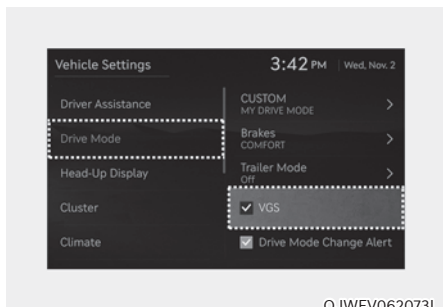 Vehicle Settings
3:42 PM Wed, Nov. 2
Driver Assistance
Drive Mode
Head-Up Display
Cluster
Climate
CUSTOM
MY DRIVE MODE
Brakes
COMFORT
Trailer Mode
Off
VGS
Drive Mode Change Alert
OJWEV062073L